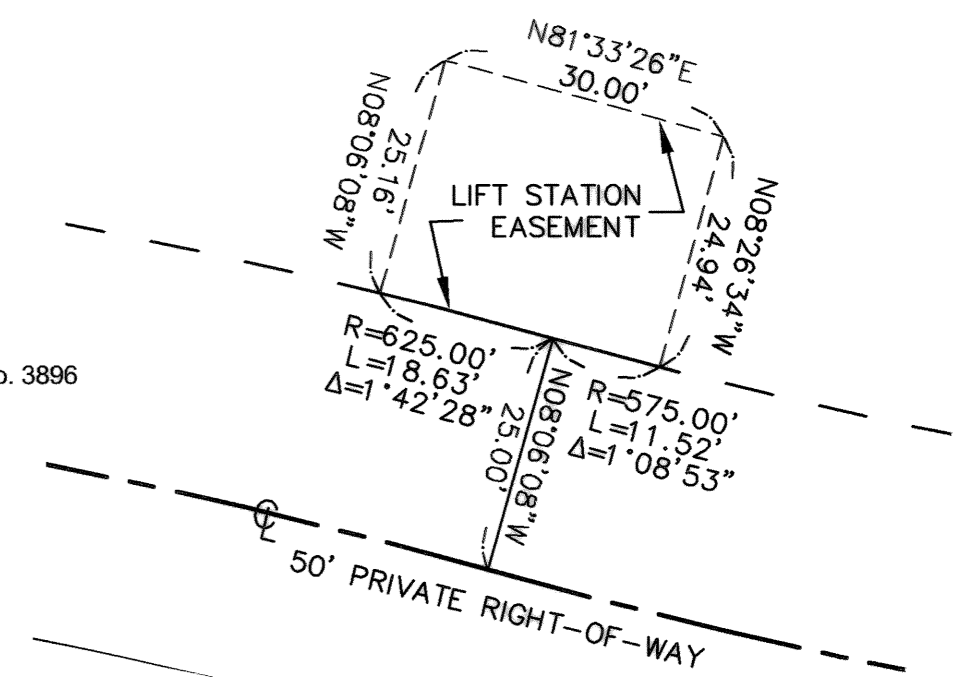 N81°33'26"E
30.00'
N08°06'08"W
25.16'
LIFT STATION
EASEMENT
N08°26'34"W
24.94'
R=625.00'
L=18.63'
Δ=1°42'28"
R=575.00'
L=11.52'
Δ=1°08'53"
N08°06'08"W
25.00'
o. 3896
℄
50' PRIVATE RIGHT-OF-WAY